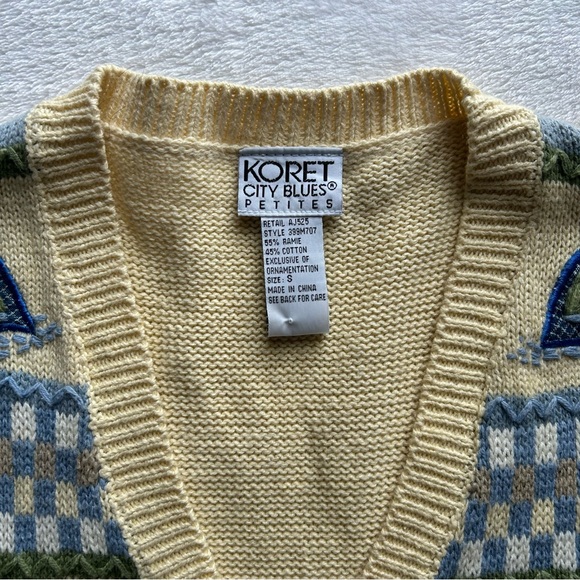 KORET
CITY BLUES®
PETITES
RETAIL AJ525
STYLE 399M707
55% RAMIE
45% COTTON
EXCLUSIVE OF
ORNAMENTATION
SIZE: S
MADE IN CHINA
SEE BACK FOR CARE